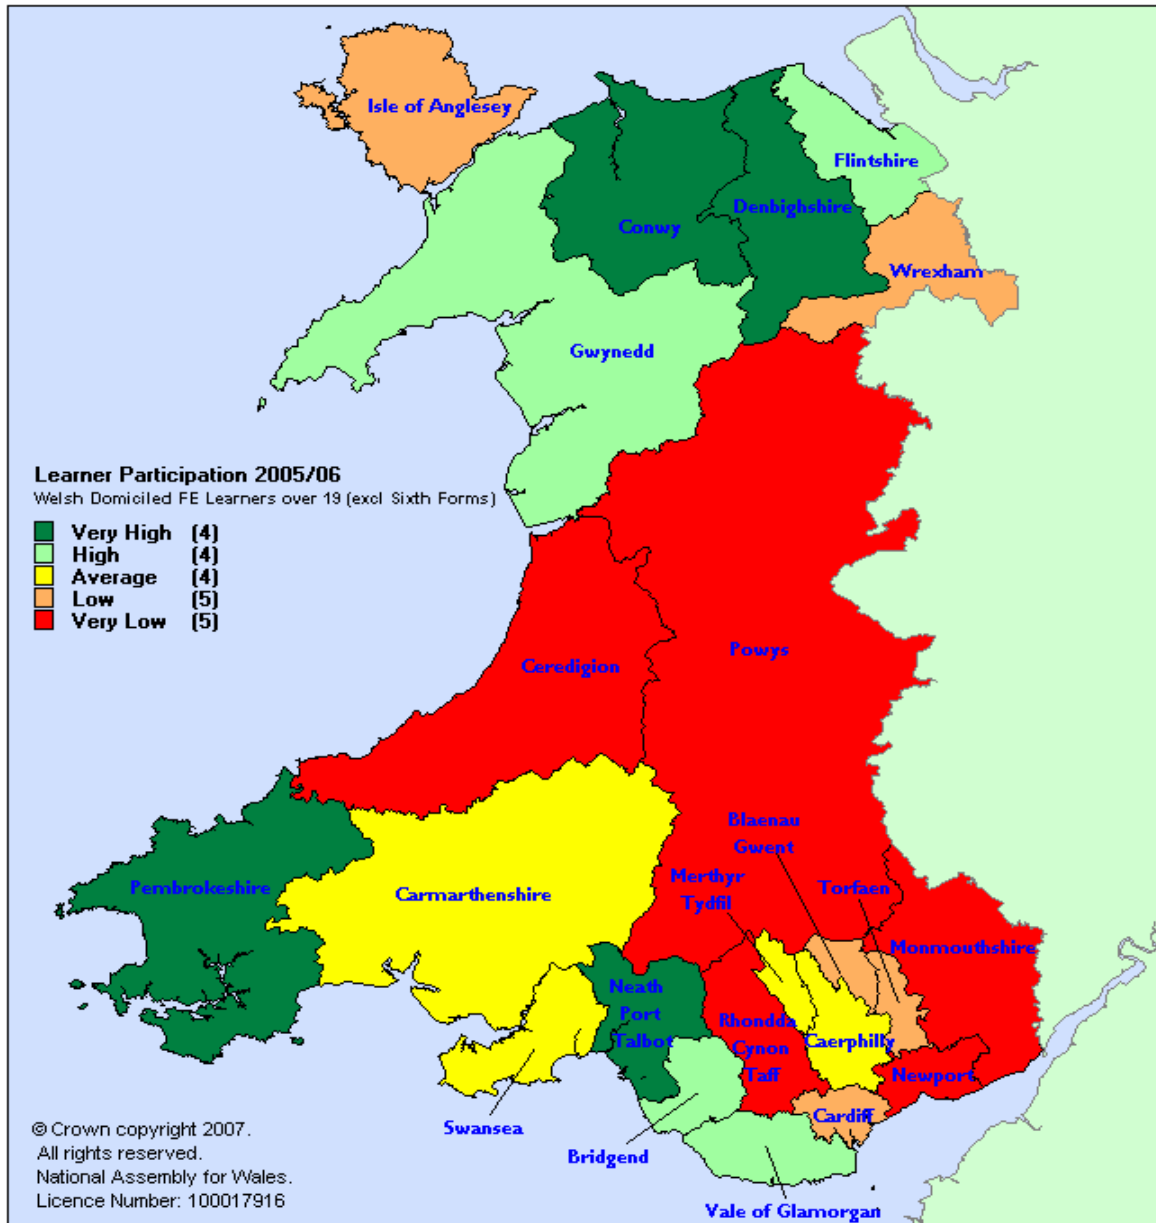 Isle of Anglesey
Flintshire
Denbighshire
Conwy
Wrexham
Gwynedd
Learner Participation 2005/06
Welsh Domiciled FE Learners over 19 (excl Sixth Forms)
Very High (4)
High (4)
Average (4)
Low (5)
Very Low (5)
Powys
Ceredigion
Blaenau
Gwent
Merthyr
Tydfil
Torfaen
Pembrokeshire
Carmarthenshire
Monmouthshire
Neath
Port
Talbot
Rhondda
Cynon
Taff
Caerphilly
Newport
Cardiff
Swansea
Bridgend
Vale of Glamorgan
© Crown copyright 2007.
All rights reserved.
National Assembly for Wales.
Licence Number: 100017916